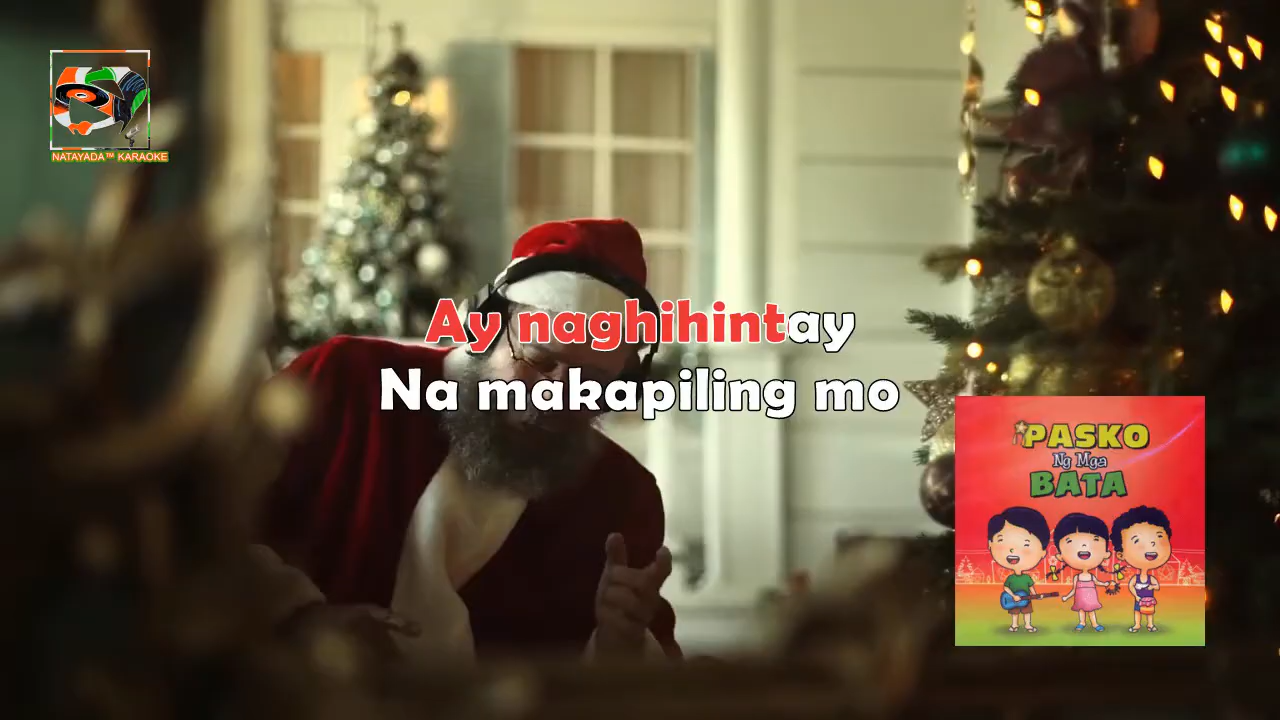 NATAYADA™ KARAOKE
Ay naghihintay
Na makapiling mo
PASKO
Ng Mga
BATA